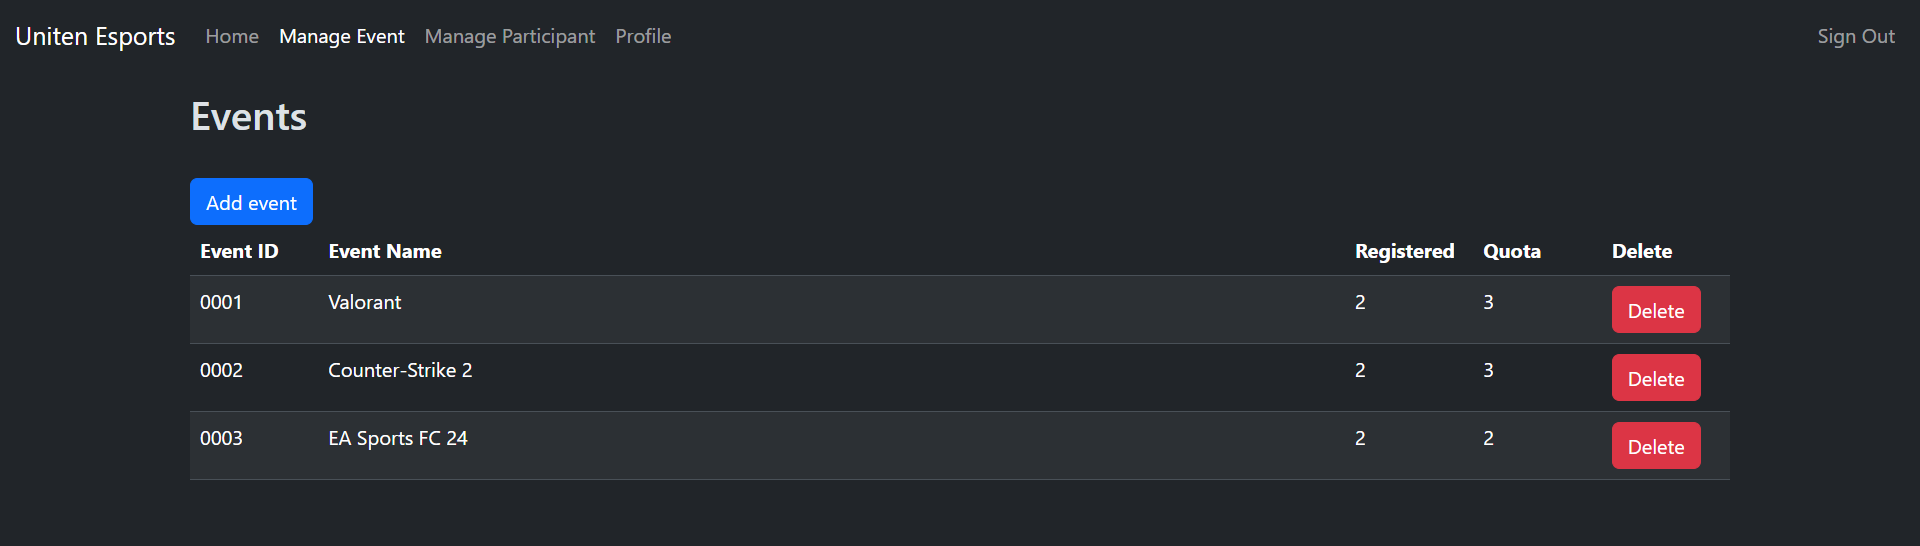 Uniten Esports Home Manage Event Manage Participant Profile Sign Out
Events
Add event
Event ID Event Name Registered Quota Delete
0001 Valorant 2 3 Delete
0002 Counter-Strike 2 2 3 Delete
0003 EA Sports FC 24 2 2 Delete